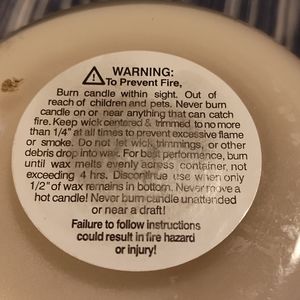 WARNING:
To Prevent Fire,
Burn candle within sight. Out of
reach of children and pets. Never burn
candle on or near anything that can catch
fire. Keep wick centered & trimmed to no more
than 1/4" at all times to prevent excessive flame
or smoke. Do not let wick trimmings, or other
debris drop into wax. For best performance, burn
until wax melts evenly across container, not
exceeding 4 hrs. Discontinue use when only
1/2" of wax remains in bottom. Never move a
hot candle! Never burn candle unattended
or near a draft!
Failure to follow instructions
could result in fire hazard
or injury!